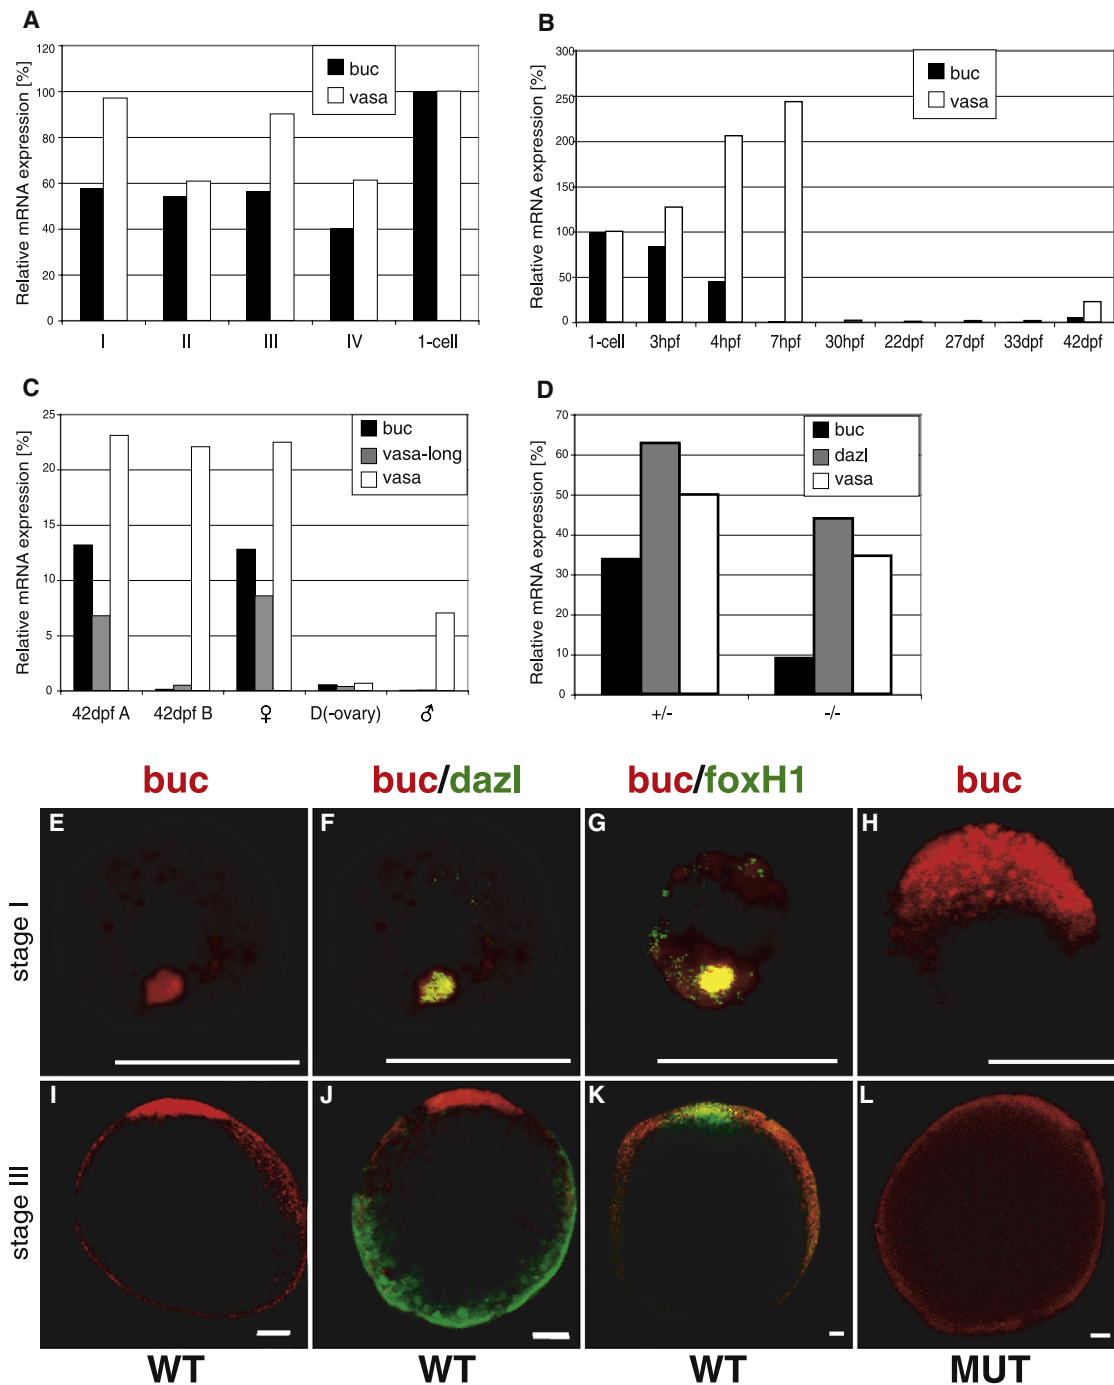 A
Relative mRNA expression [%]
120
100
80
60
40
20
0
buc
vasa
I II III IV 1-cell
B
Relative mRNA expression [%]
300
250
200
150
100
50
0
buc
vasa
1-cell 3hpf 4hpf 7hpf 30hpf 22dpf 27dpf 33dpf 42dpf
C
Relative mRNA expression [%]
25
20
15
10
5
0
buc
vasa-long
vasa
42dpf A 42dpf B ♀ D(-ovary) ♂
D
Relative mRNA expression [%]
70
60
50
40
30
20
10
0
buc
dazl
vasa
+/- -/-
buc buc/dazl buc/foxH1 buc
stage I
E F G H
stage III
I J K L
WT WT WT MUT